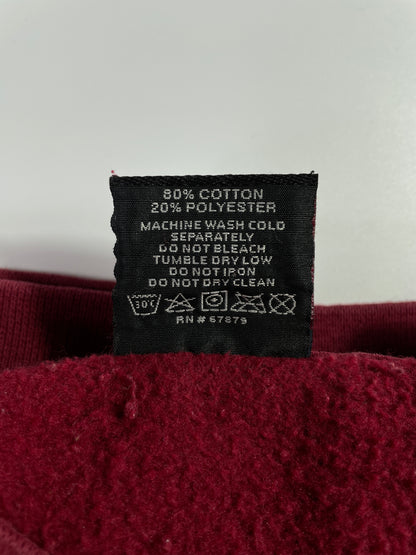 80% COTTON
20% POLYESTER
MACHINE WASH COLD
SEPARATELY
DO NOT BLEACH
TUMBLE DRY LOW
DO NOT IRON
DO NOT DRY CLEAN
30C
RN # 67879